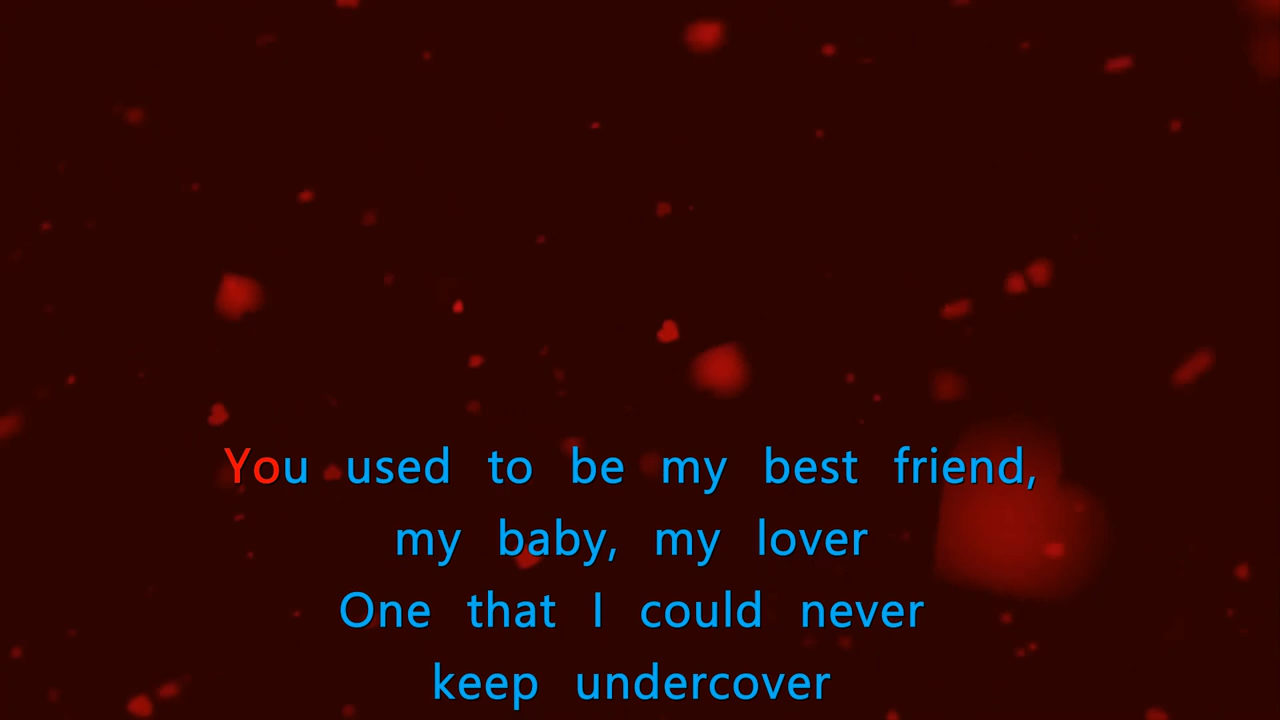 You used to be my best friend,
my baby, my lover
One that I could never
keep undercover